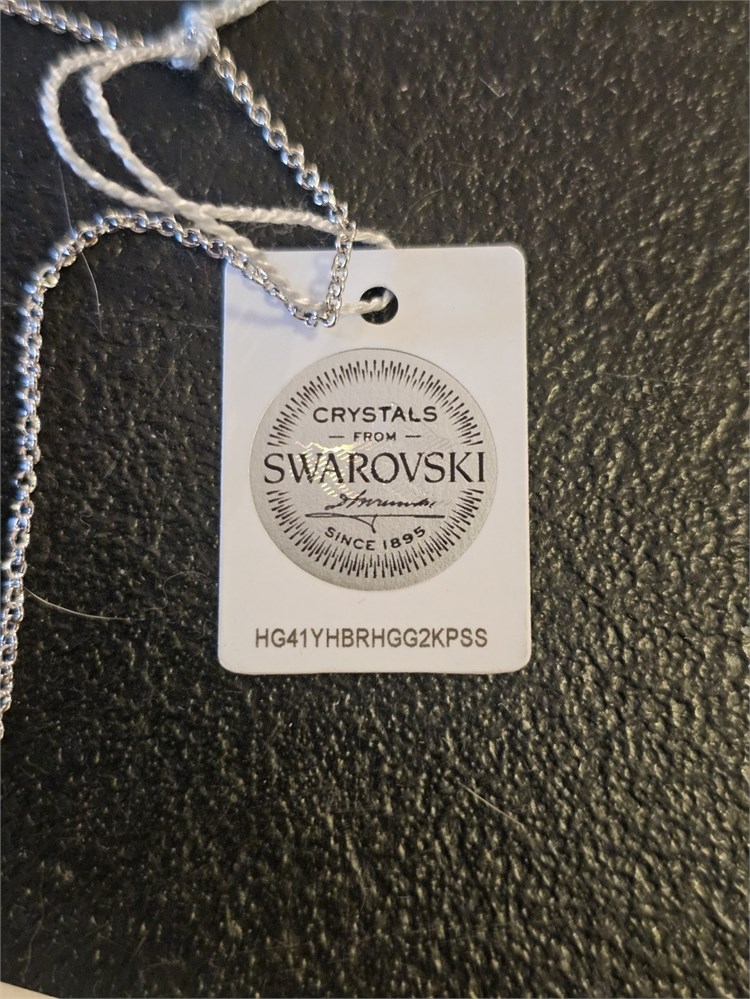 CRYSTALS
— FROM —
SWAROVSKI
SINCE 1895
HG41YHBRHGG2KPSS